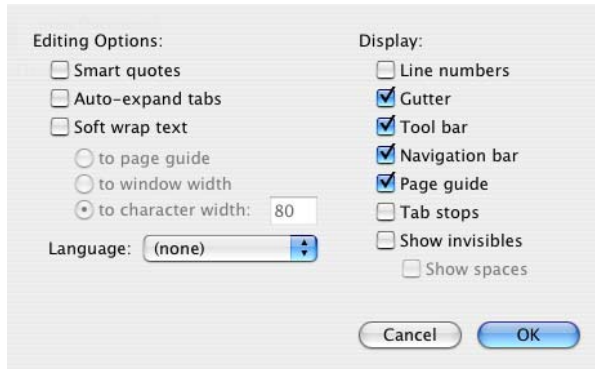 Editing Options:
Smart quotes
Auto-expand tabs
Soft wrap text
to page guide
to window width
to character width: 80
Language: (none)
Display:
Line numbers
Gutter
Tool bar
Navigation bar
Page guide
Tab stops
Show invisibles
Show spaces
Cancel OK